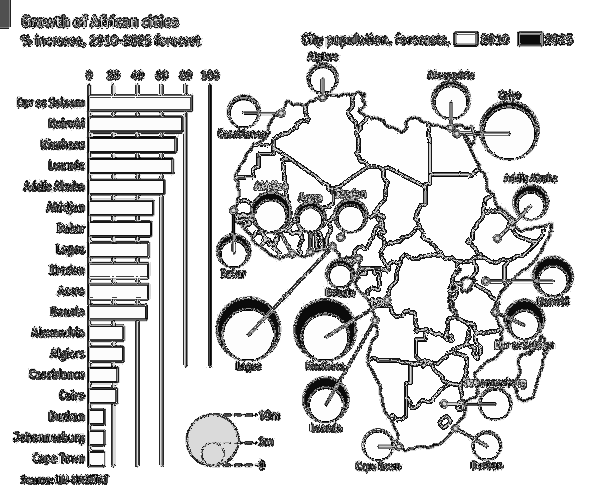 Growth of African cities
% increase, 2010-2025 forecast
City population, forecasts, 2010 2025
0 20 40 60 80 100
Dar es Salaam
Nairobi
Kinshasa
Luanda
Addis Ababa
Abidjan
Dakar
Lagos
Ibadan
Accra
Douala
Alexandria
Algiers
Casablanca
Cairo
Durban
Johannesburg
Cape Town
Algiers
Alexandria
Cairo
Casablanca
Addis Ababa
Abidjan
Accra
Ibadan
Dakar
Douala
Nairobi
Dar es Salaam
Lagos
Kinshasa
Luanda
Johannesburg
Cape Town
Durban
10m
5m
0
Source: UN-HABITAT